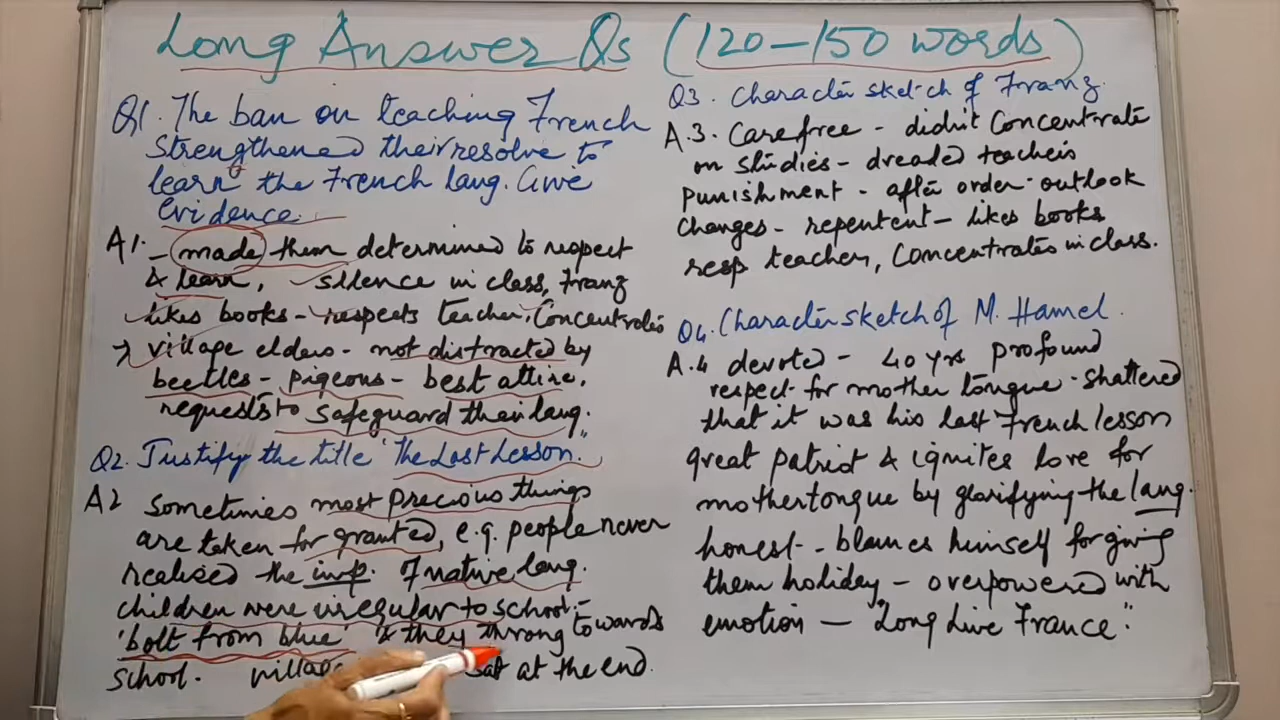 Long Answer Qs (120-150 words)
Q1. The ban on teaching French
strengthened their resolve to
learn the French lang. Give
evidence.
A1. - made them determined to respect
& learn, silence in class, Franz
likes books - respects teacher, Concentrates
→ village elders - not distracted by
beetles - pigeons - best attire,
requests to safeguard their lang.
Q2. Justify the title 'The Last Lesson."
A2 Sometimes most precious things
are taken for granted, e.g. people never
realised the imp. of native lang.
children were irregular to school.-
'bolt from blue' & they throng towards
school. sat at the end.
Q3. Character sketch of Franz.
A.3. Carefree - didn't Concentrate
on studies - dreaded teachers
punishment - after order - outlook
changes - repentent - likes books
resp teacher, Concentrates in class.
Q4. Character sketch of M. Hamel.
A.4 devoted - 40 yrs profound
respect for mother tongue - shattered
that it was his last French lesson
great patriot & ignites love for
mothertongue by glorifying the lang.
honest - blames himself for giving
them holiday - overpowered with
emotion - "Long Live France".